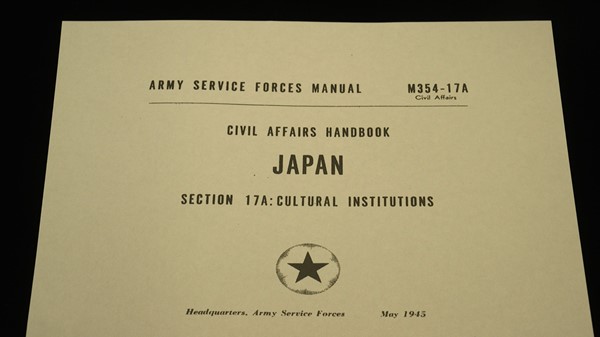 ARMY SERVICE FORCES MANUAL M354-17A
Civil Affairs
CIVIL AFFAIRS HANDBOOK
JAPAN
SECTION 17A: CULTURAL INSTITUTIONS
Headquarters, Army Service Forces May 1945